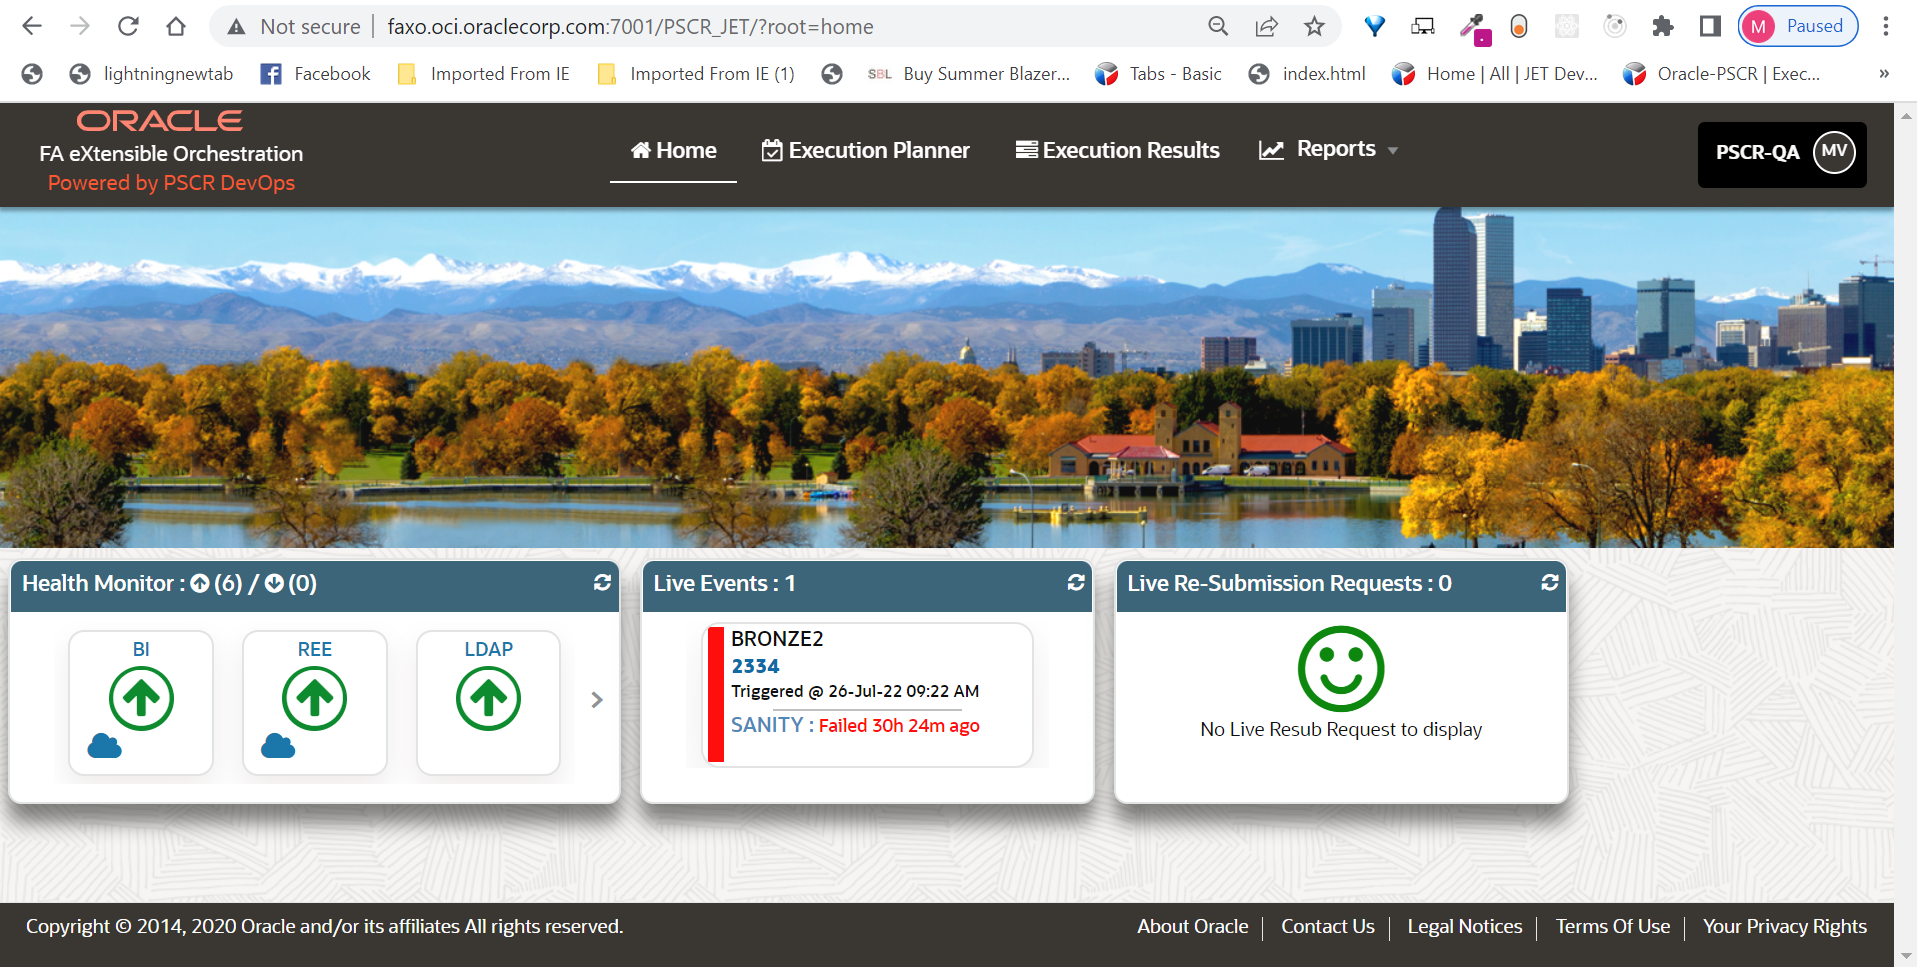 Not secure
faxo.oci.oraclecorp.com:7001/PSCR_JET/?root=home
M Paused
lightningnewtab
Facebook
Imported From IE
Imported From IE (1)
SBL Buy Summer Blazer...
Tabs - Basic
index.html
Home | All | JET Dev...
Oracle-PSCR | Exec...
»
ORACLE
FA eXtensible Orchestration
Powered by PSCR DevOps
Home
Execution Planner
Execution Results
Reports
PSCR-QA MV
Health Monitor : (6) / (0)
BI
REE
LDAP
Live Events : 1
BRONZE2
2334
Triggered @ 26-Jul-22 09:22 AM
SANITY : Failed 30h 24m ago
Live Re-Submission Requests : 0
No Live Resub Request to display
Copyright © 2014, 2020 Oracle and/or its affiliates All rights reserved.
About Oracle
Contact Us
Legal Notices
Terms Of Use
Your Privacy Rights